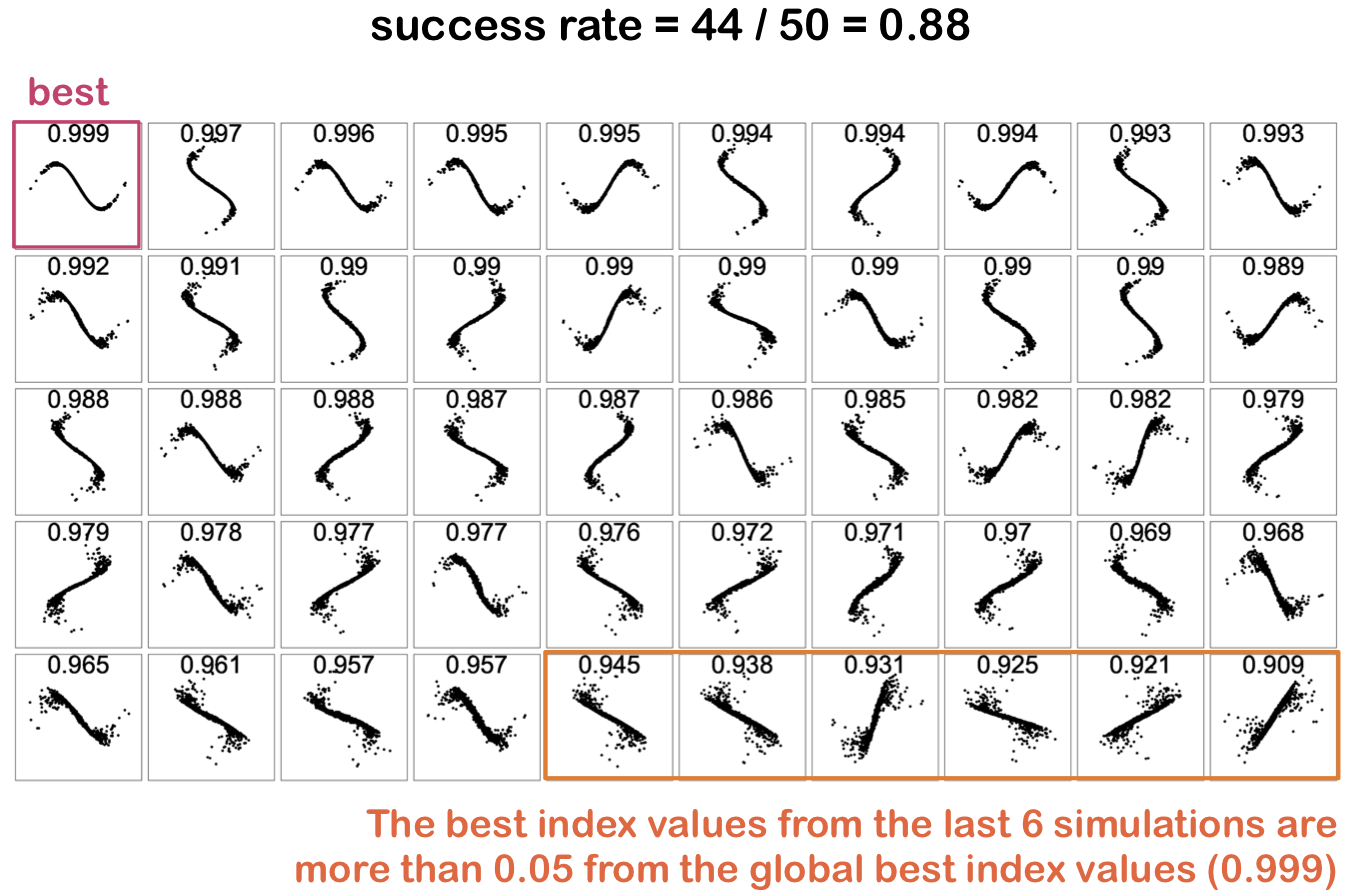 success rate = 44 / 50 = 0.88
best
0.999 0.997 0.996 0.995 0.995 0.994 0.994 0.994 0.993 0.993
0.992 0.991 0.99 0.99 0.99 0.99 0.99 0.99 0.99 0.989
0.988 0.988 0.988 0.987 0.987 0.986 0.985 0.982 0.982 0.979
0.979 0.978 0.977 0.977 0.976 0.972 0.971 0.97 0.969 0.968
0.965 0.961 0.957 0.957 0.945 0.938 0.931 0.925 0.921 0.909
The best index values from the last 6 simulations are
more than 0.05 from the global best index values (0.999)